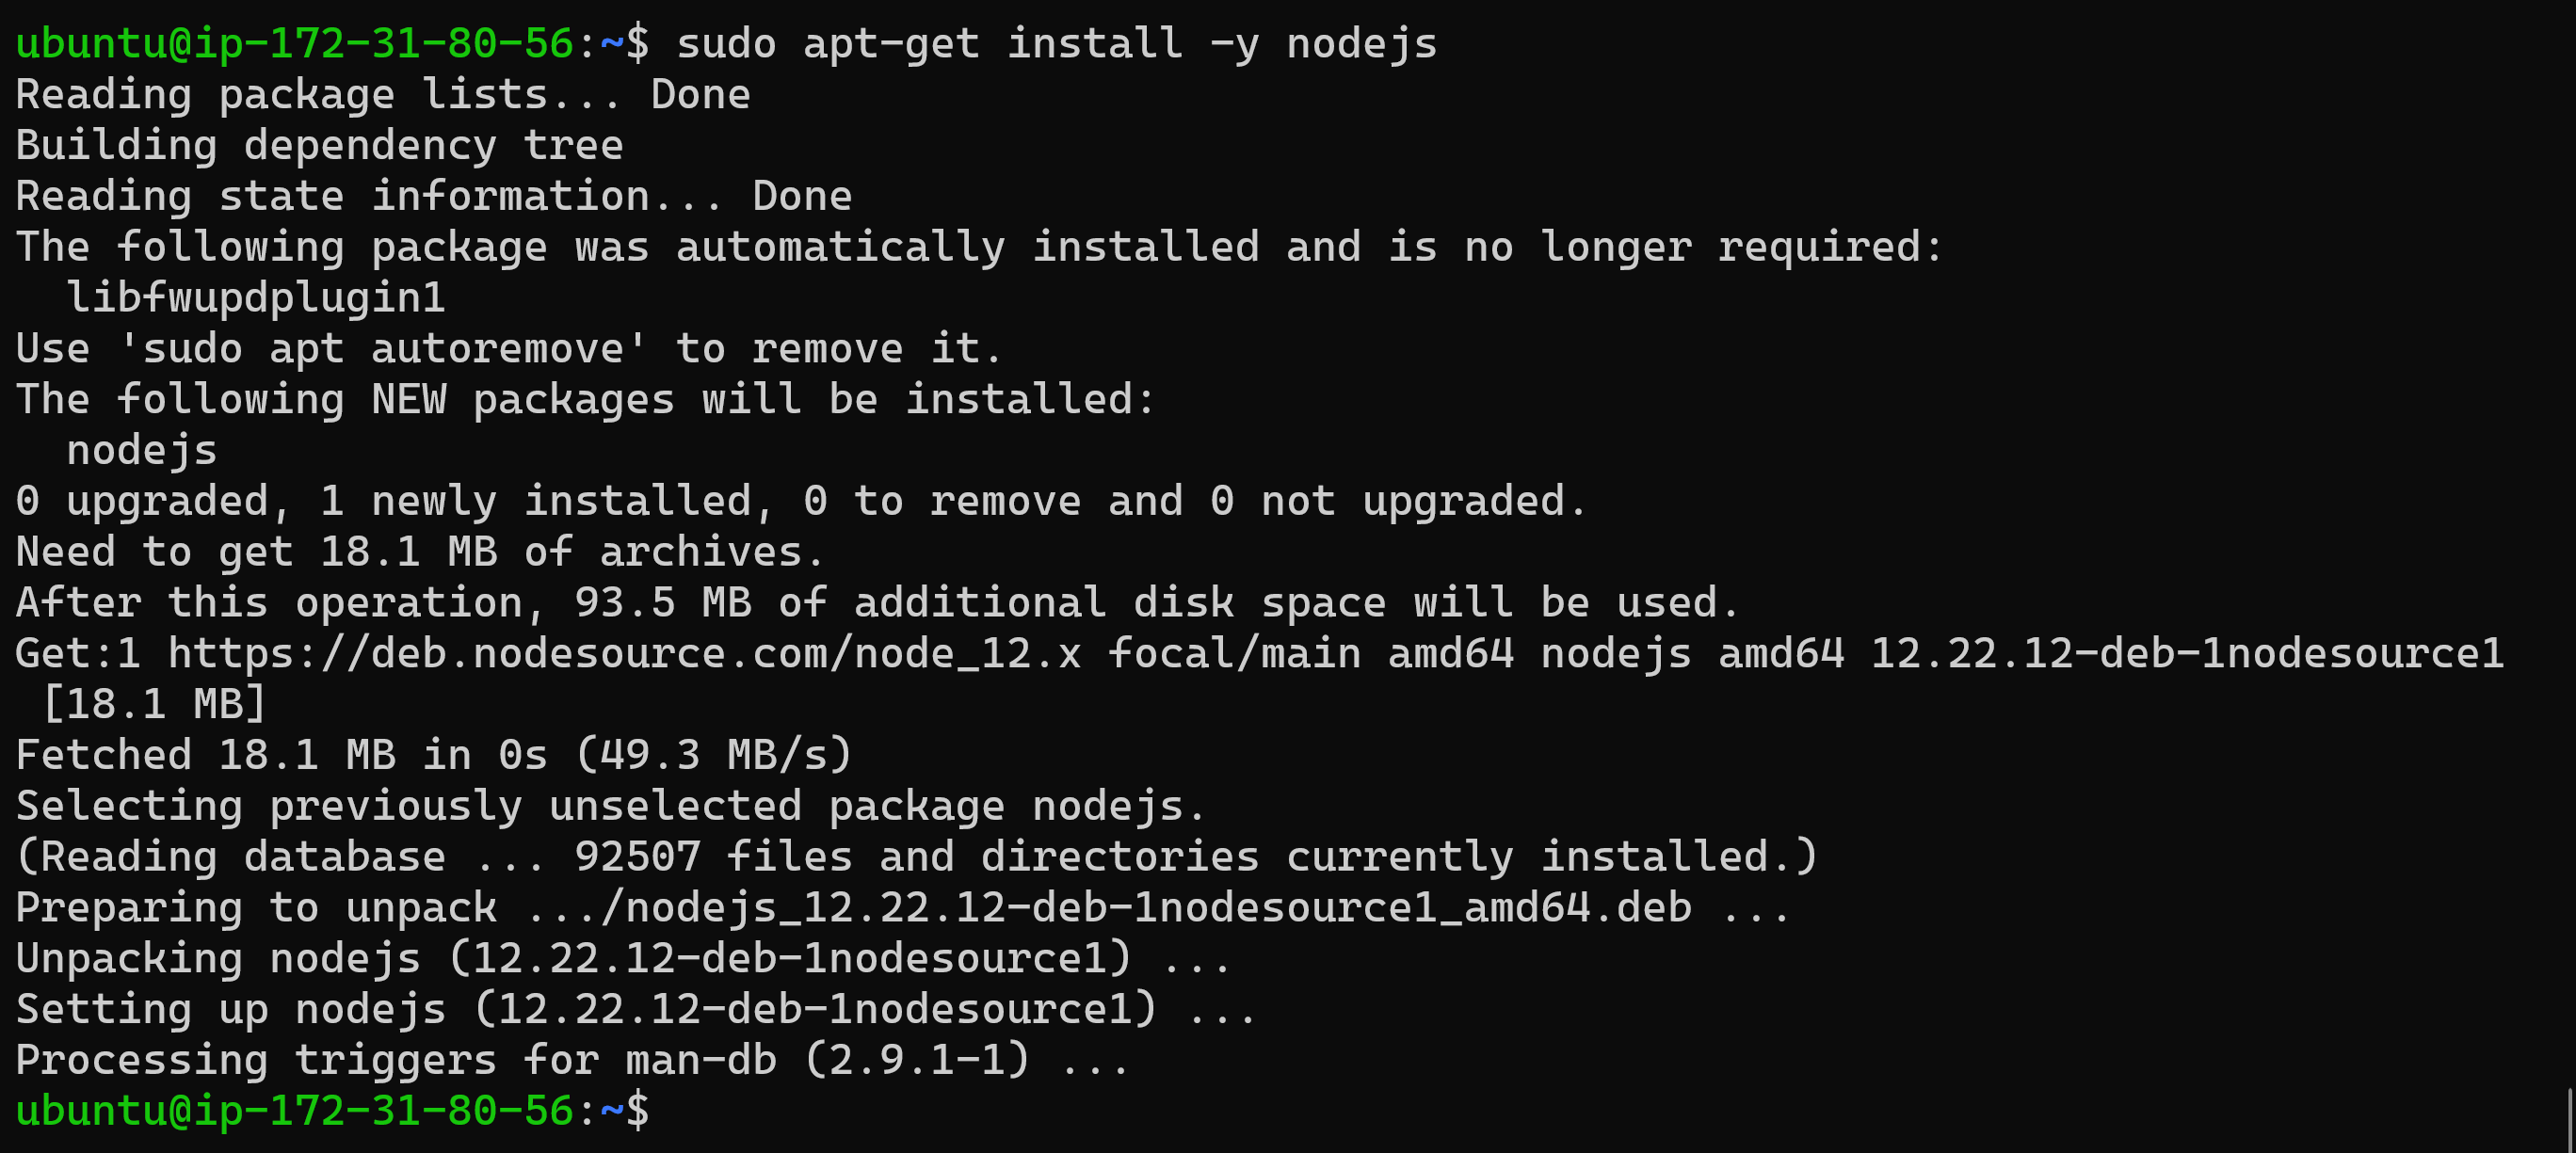 ubuntu@ip-172-31-80-56:~$ sudo apt-get install -y nodejs
Reading package lists... Done
Building dependency tree
Reading state information... Done
The following package was automatically installed and is no longer required:
  libfwupdplugin1
Use 'sudo apt autoremove' to remove it.
The following NEW packages will be installed:
  nodejs
0 upgraded, 1 newly installed, 0 to remove and 0 not upgraded.
Need to get 18.1 MB of archives.
After this operation, 93.5 MB of additional disk space will be used.
Get:1 https://deb.nodesource.com/node_12.x focal/main amd64 nodejs amd64 12.22.12-deb-1nodesource1
 [18.1 MB]
Fetched 18.1 MB in 0s (49.3 MB/s)
Selecting previously unselected package nodejs.
(Reading database ... 92507 files and directories currently installed.)
Preparing to unpack .../nodejs_12.22.12-deb-1nodesource1_amd64.deb ...
Unpacking nodejs (12.22.12-deb-1nodesource1) ...
Setting up nodejs (12.22.12-deb-1nodesource1) ...
Processing triggers for man-db (2.9.1-1) ...
ubuntu@ip-172-31-80-56:~$